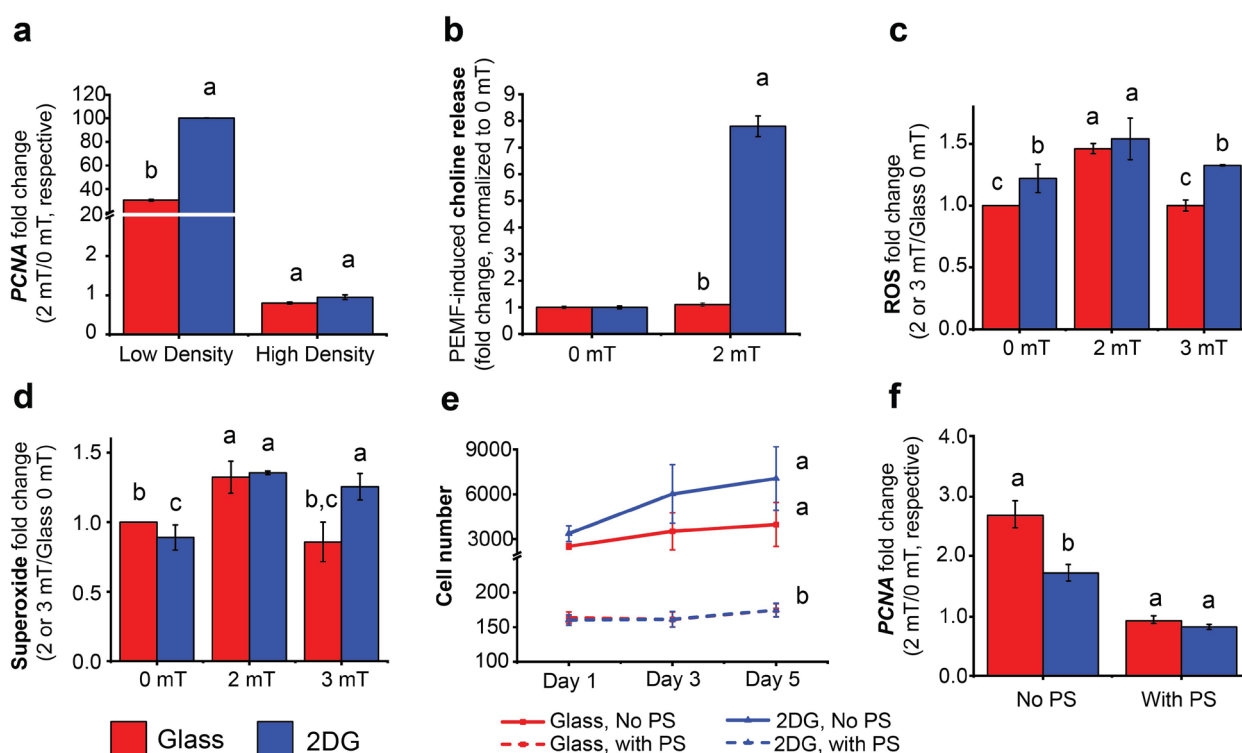 a
PCNA fold change
(2 mT/0 mT, respective)
120
100
80
60
40
20
2
1
0
b
a
a
a
Low Density
High Density
b
PEMF-induced choline release
(fold change, normalized to 0 mT)
9
8
7
6
5
4
3
2
1
0
b
a
0 mT
2 mT
c
ROS fold change
(2 or 3 mT/Glass 0 mT)
1.5
1.0
0.0
c
b
a
a
c
b
0 mT
2 mT
3 mT
d
Superoxide fold change
(2 or 3 mT/Glass 0 mT)
1.5
1.0
0.0
b
c
a
a
b,c
a
0 mT
2 mT
3 mT
Glass
2DG
e
Cell number
9000
6000
3000
200
150
100
a
a
b
Day 1
Day 3
Day 5
Glass, No PS
2DG, No PS
Glass, with PS
2DG, with PS
f
PCNA fold change
(2 mT/0 mT, respective)
4.0
3.0
2.0
1.0
0.0
a
b
a
a
No PS
With PS